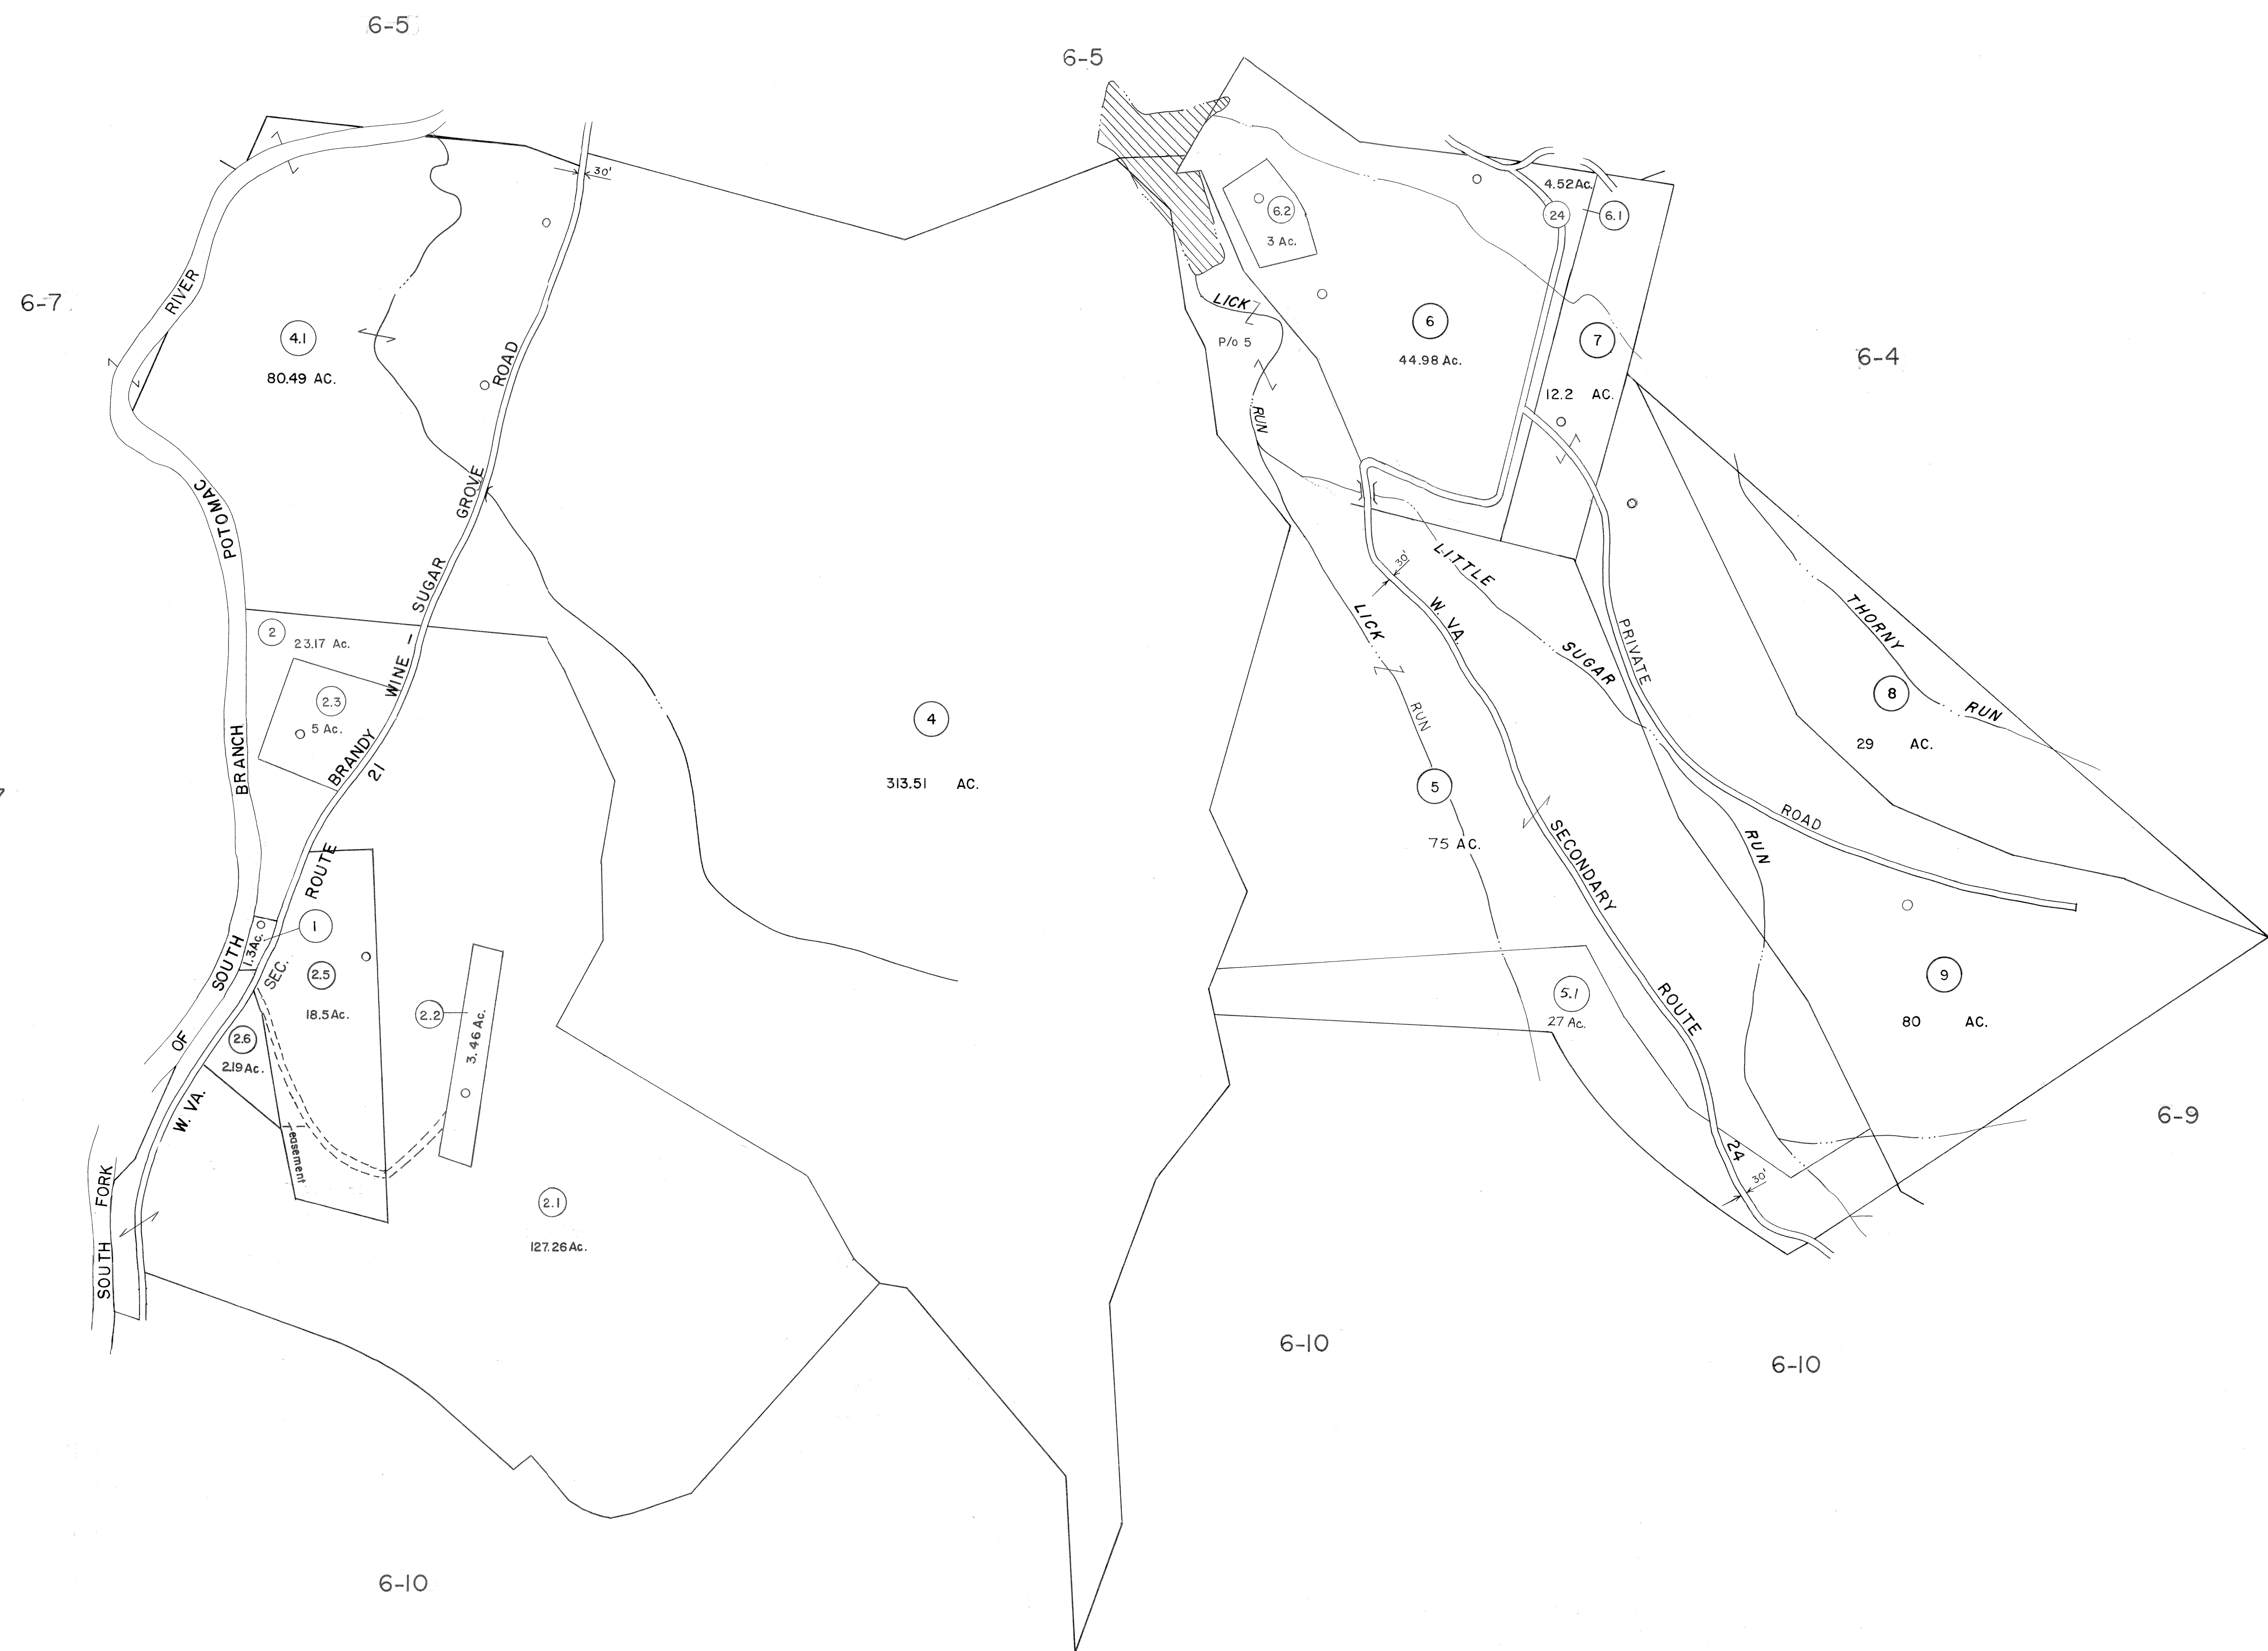 6-5
6-5
30'
4.52 Ac.
24
6.1
6.2
3 Ac.
6-7
RIVER
LICK
P/o 5
6
44.98 Ac.
7
12.2 AC.
6-4
4.1
80.49 AC.
ROAD
RUN
GROVE
POTOMAC
SUGAR
30'
LITTLE
LICK
W. VA.
SUGAR
PRIVATE
THORNY
RUN
8
29 AC.
2
23.17 Ac.
WINE -
2.3
5 Ac.
BRANDY
21
BRANCH
4
313.51 AC.
RUN
5
75 AC.
SECONDARY
ROAD
RUN
ROUTE
1
1.3 Ac.
SOUTH
SEC.
2.5
18.5 Ac.
2.2
3.46 Ac.
OF
2.6
2.19 Ac.
W. VA.
easement
5.1
27 Ac.
ROUTE
9
80 AC.
6-9
24
30'
SOUTH FORK
2.1
127.26 Ac.
6-10
6-10
6-10